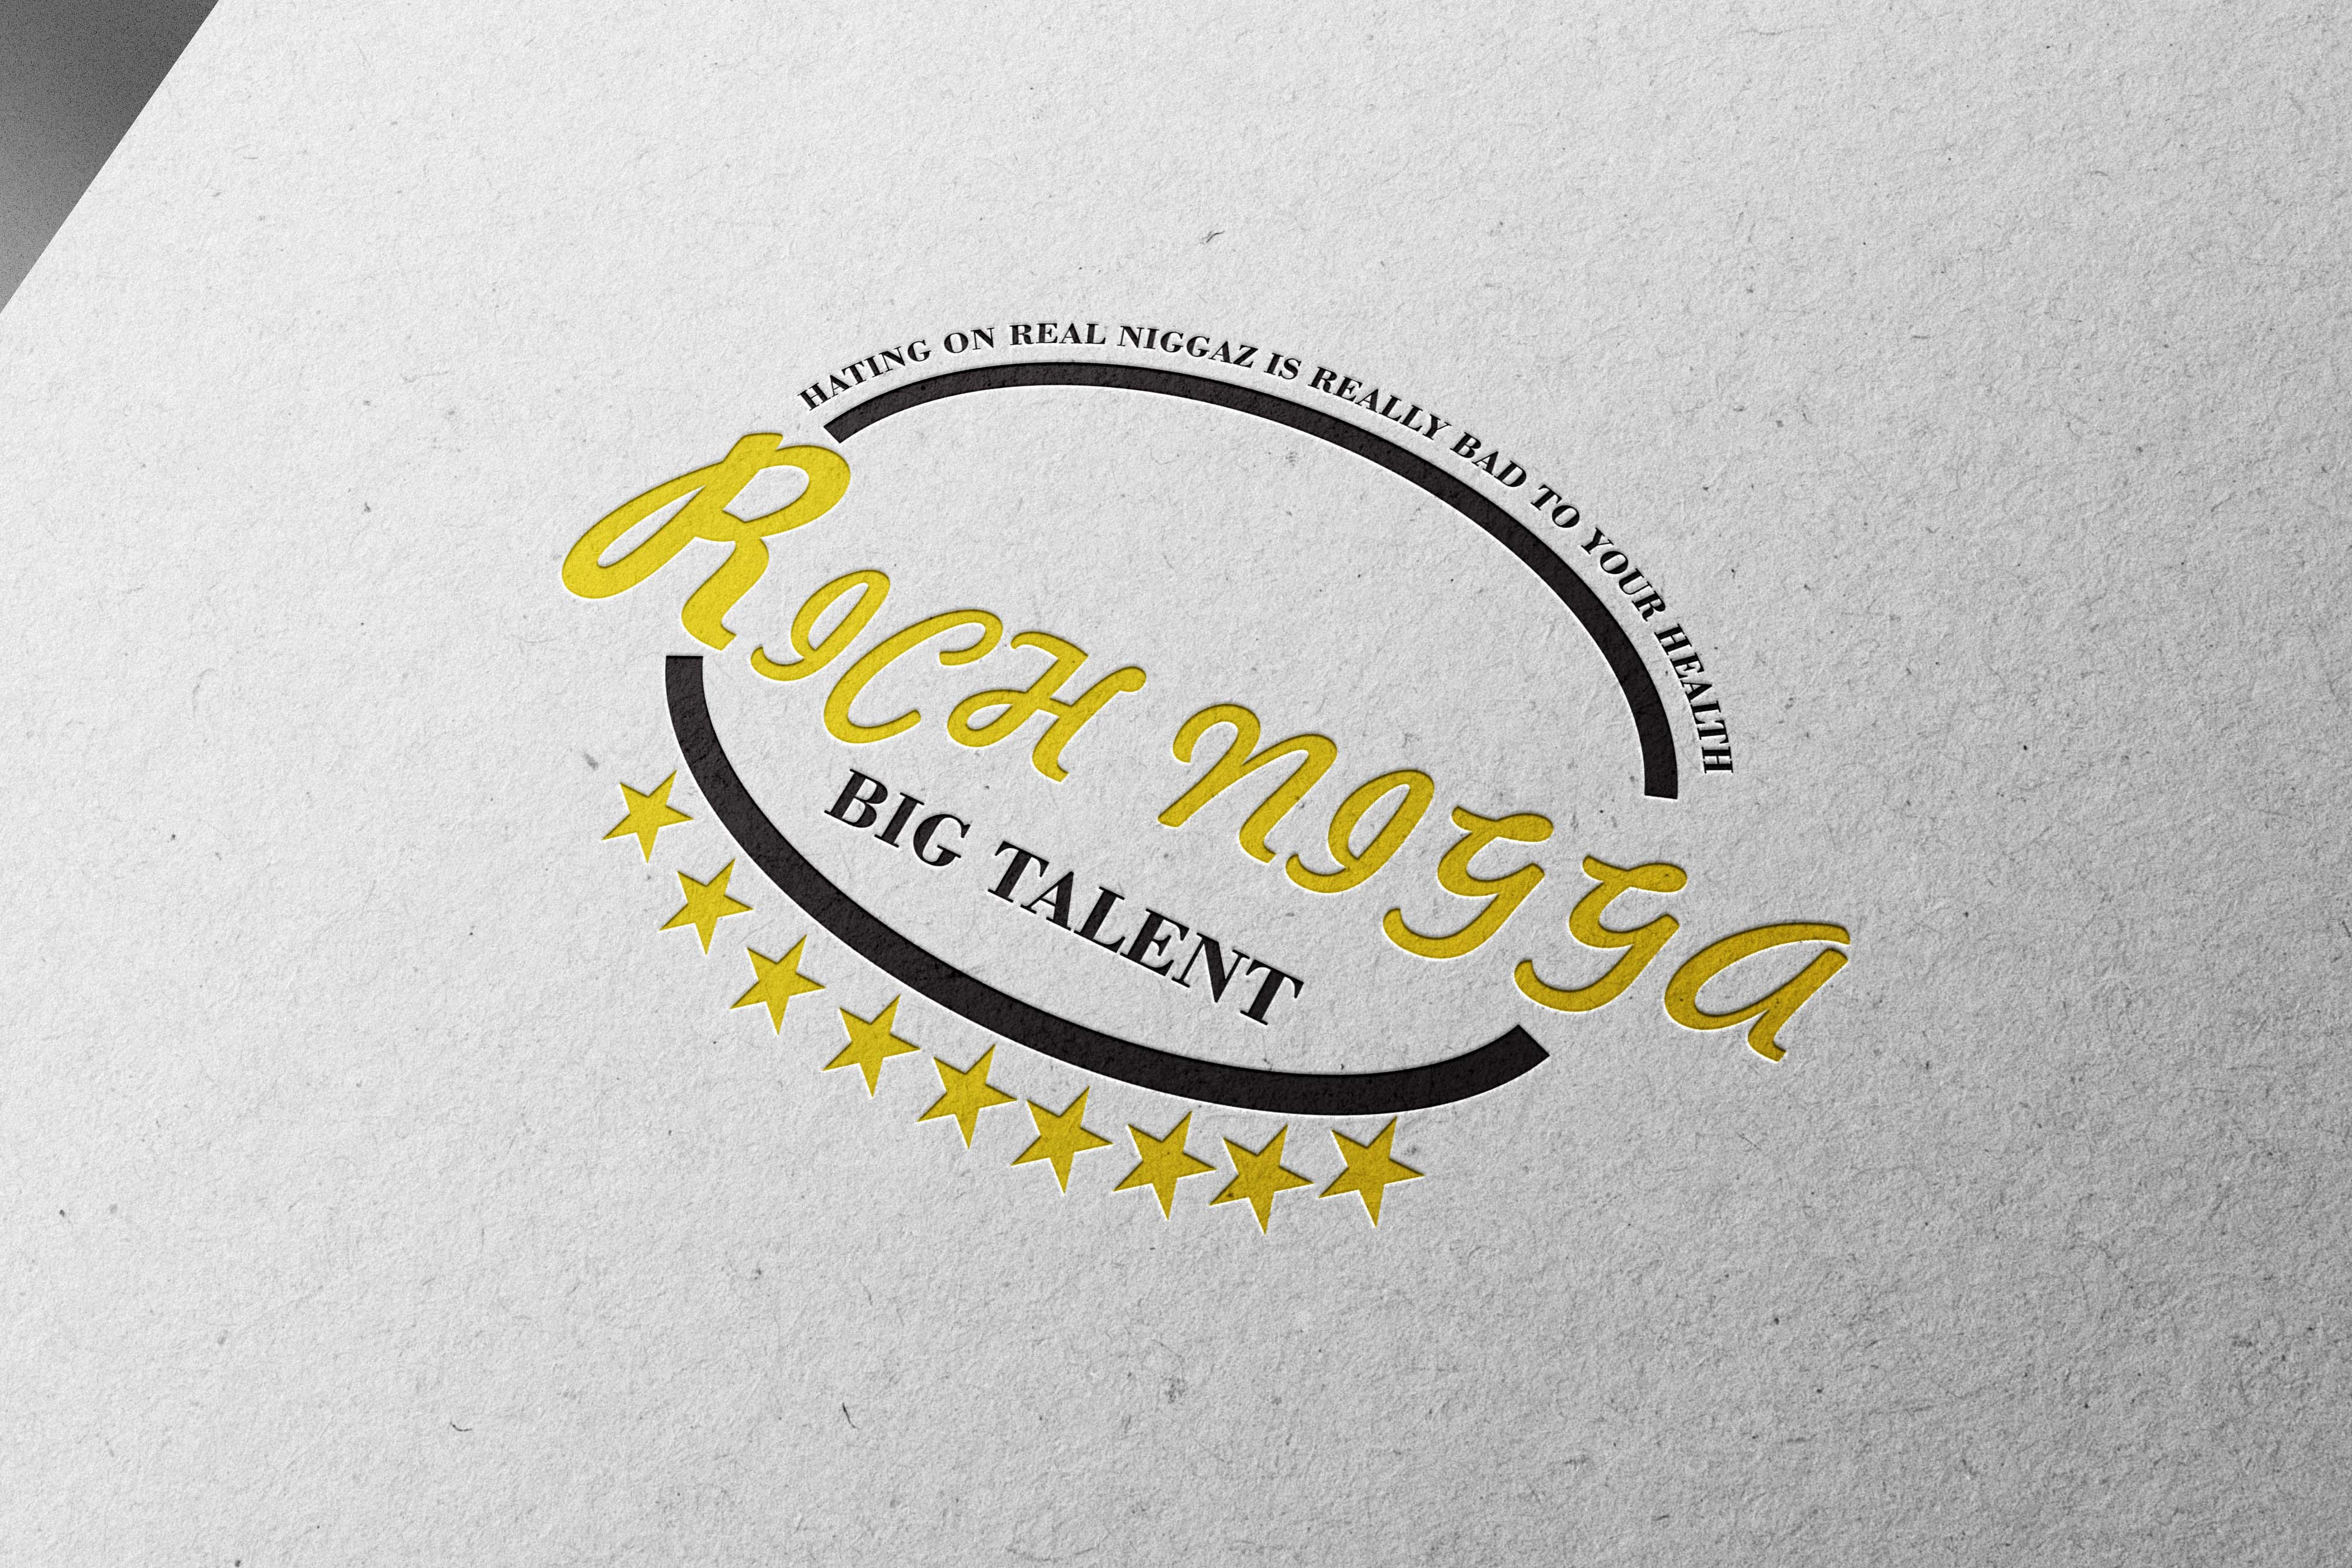 HATING ON REAL NIGGAZ IS REALLY BAD TO YOUR HEALTH
RICH NIGGA
BIG TALENT